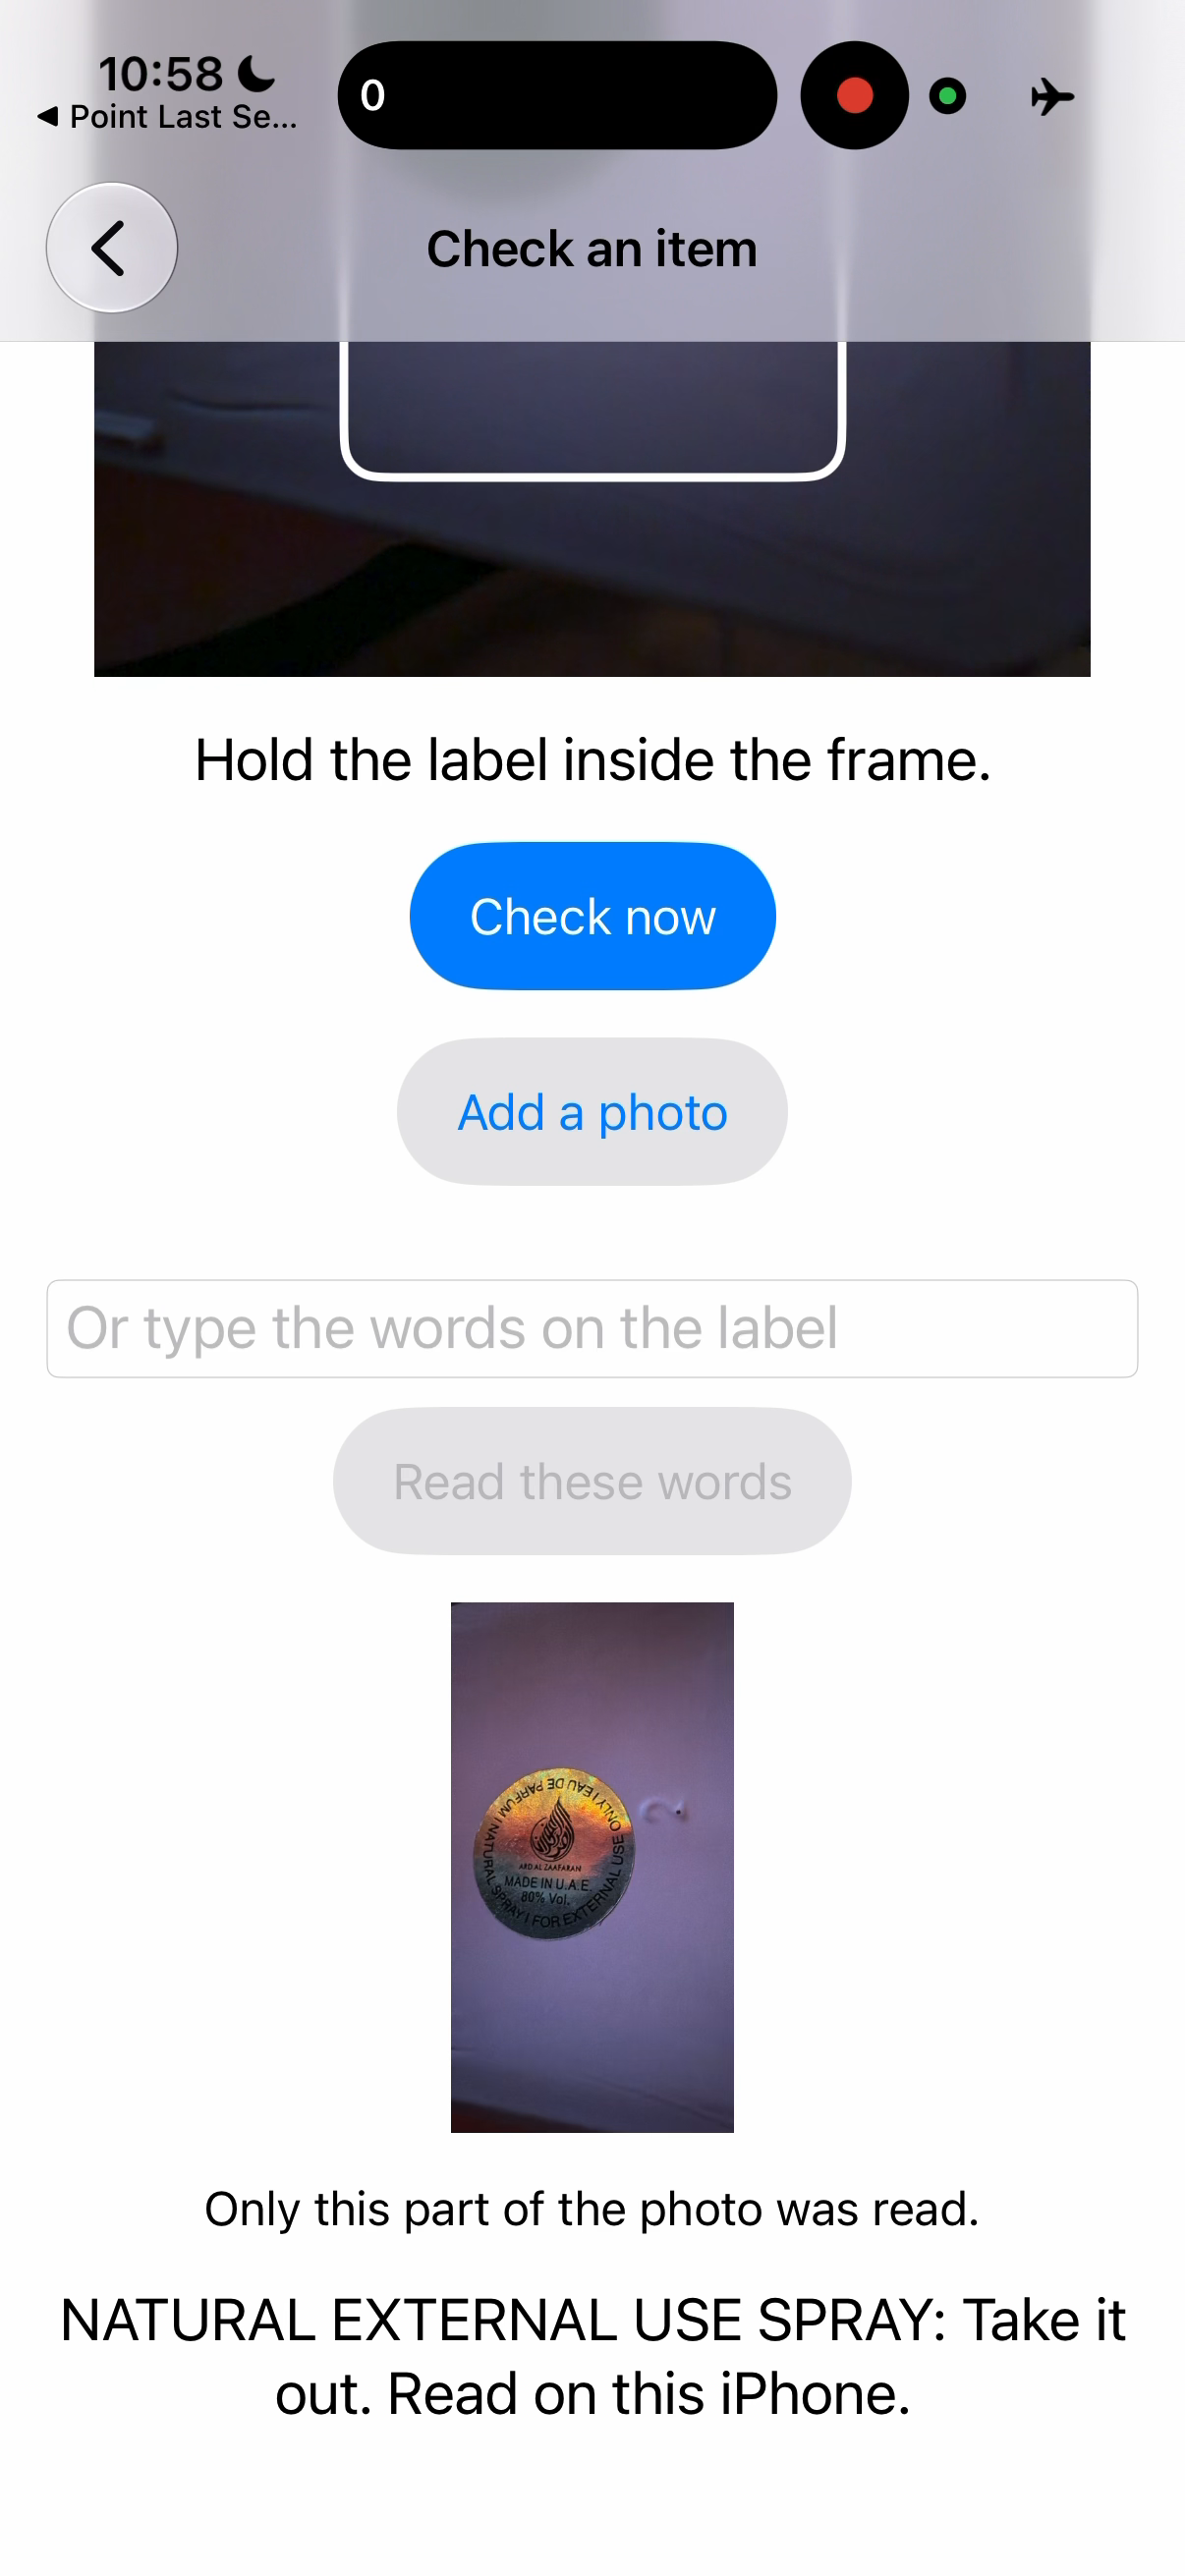 10:58
◀ Point Last Se...
0
Check an item
Hold the label inside the frame.
Check now
Add a photo
Or type the words on the label
Read these words
NATURAL SPRAY I FOR EXTERNAL USE ONLY I EAU DE PARFUM I
ARD AL ZAAFARAN
MADE IN U.A.E.
80% Vol.
Only this part of the photo was read.
NATURAL EXTERNAL USE SPRAY: Take it
out. Read on this iPhone.